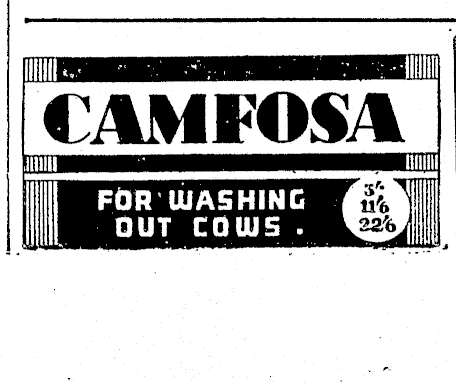 CAMFOSA
FOR WASHING
OUT COWS.
3/-
11/6
22/6